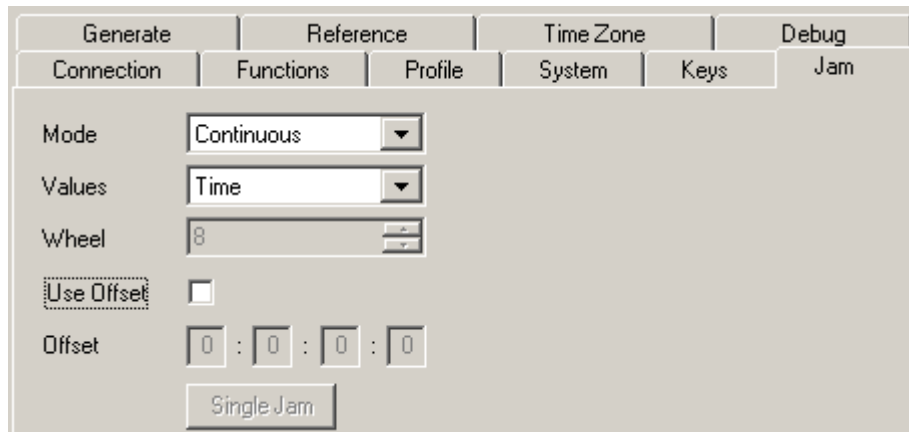 Generate Reference Time Zone Debug
Connection Functions Profile System Keys Jam
Mode Continuous
Values Time
Wheel 8
Use Offset
Offset 0 : 0 : 0 : 0
Single Jam